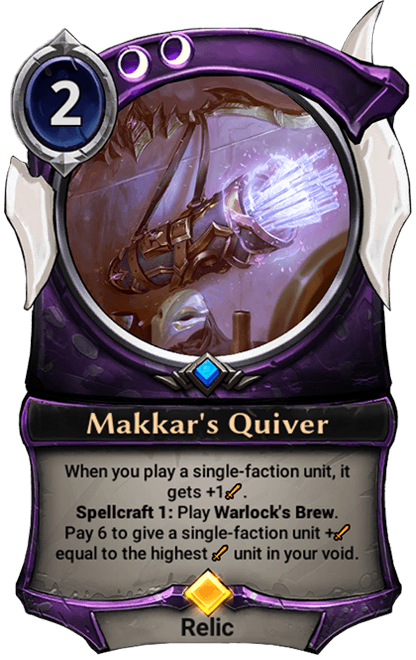 2
Makkar's Quiver
When you play a single-faction unit, it
gets +1.
Spellcraft 1: Play Warlock's Brew.
Pay 6 to give a single-faction unit +
equal to the highest unit in your void.
Relic